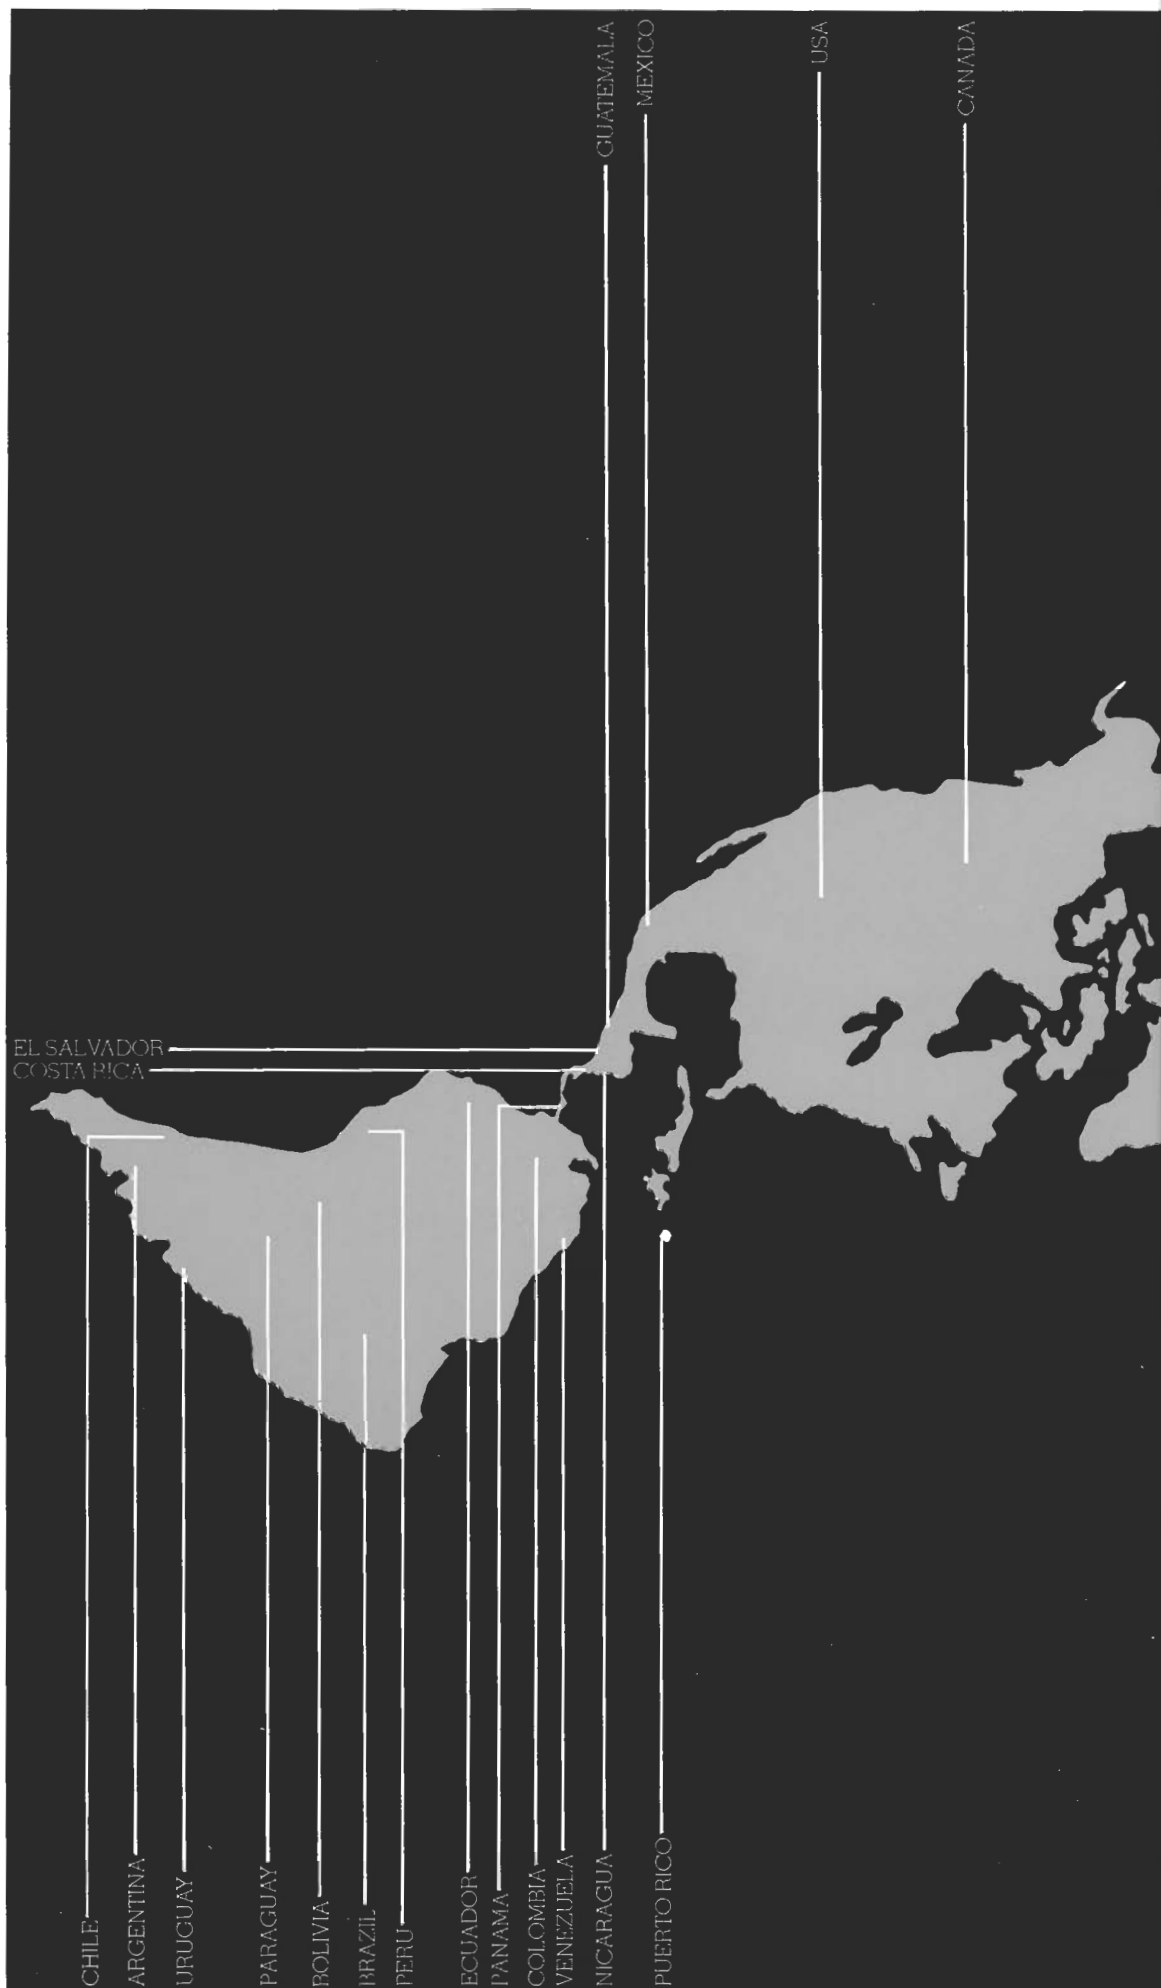 CANADA
USA
MEXICO
GUATEMALA
EL SALVADOR
COSTA RICA
PUERTO RICO
NICARAGUA
VENEZUELA
COLOMBIA
PANAMA
ECUADOR
PERU
BRAZIL
BOLIVIA
PARAGUAY
URUGUAY
ARGENTINA
CHILE